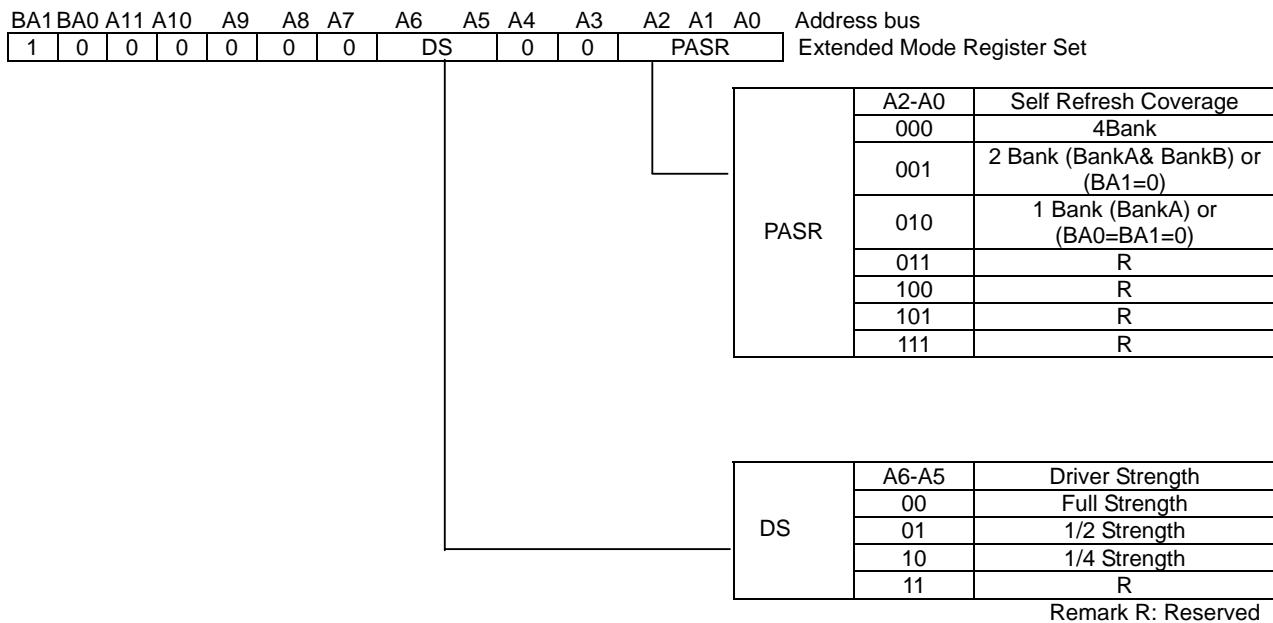 BA1 BA0 A11 A10 A9 A8 A7 A6 A5 A4 A3 A2 A1 A0 Address bus
1 0 0 0 0 0 0 DS 0 0 PASR Extended Mode Register Set
A2-A0 Self Refresh Coverage
000 4Bank
001 2 Bank (BankA& BankB) or
(BA1=0)
PASR 010 1 Bank (BankA) or
(BA0=BA1=0)
011 R
100 R
101 R
111 R
A6-A5 Driver Strength
00 Full Strength
DS 01 1/2 Strength
10 1/4 Strength
11 R
Remark R: Reserved